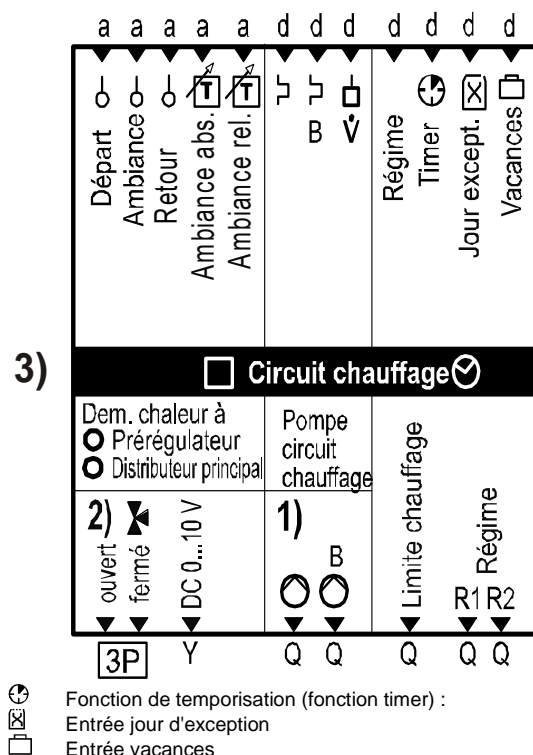 a a a a a d d d d d d d
Départ
Ambiance
Retour
T
Ambiance abs.
T
Ambiance rel.
B
V̇
Régime
Timer
Jour except.
Vacances
3)
Circuit chauffage
Dem. chaleur à
Prérégulateur
Distributeur principal
Pompe
circuit
chauffage
2)
ouvert
fermé
DC 0...10 V
1)
B
Limite chauffage
Régime
R1 R2
3P Y Q Q Q Q Q
Fonction de temporisation (fonction timer) :
Entrée jour d'exception
Entrée vacances